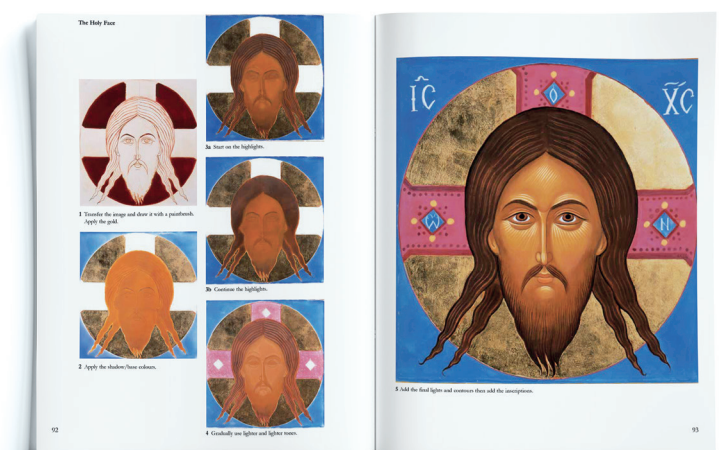 The Holy Face
1 Transfer the image and draw it with a paintbrush.
Apply the gold.
2 Apply the shadow/base colours.
3a Start on the highlights.
3b Continue the highlights.
4 Gradually use lighter and lighter tones.
92
IC
XC
O
Ѡ
N
5 Add the final lights and contours then add the inscriptions.
93